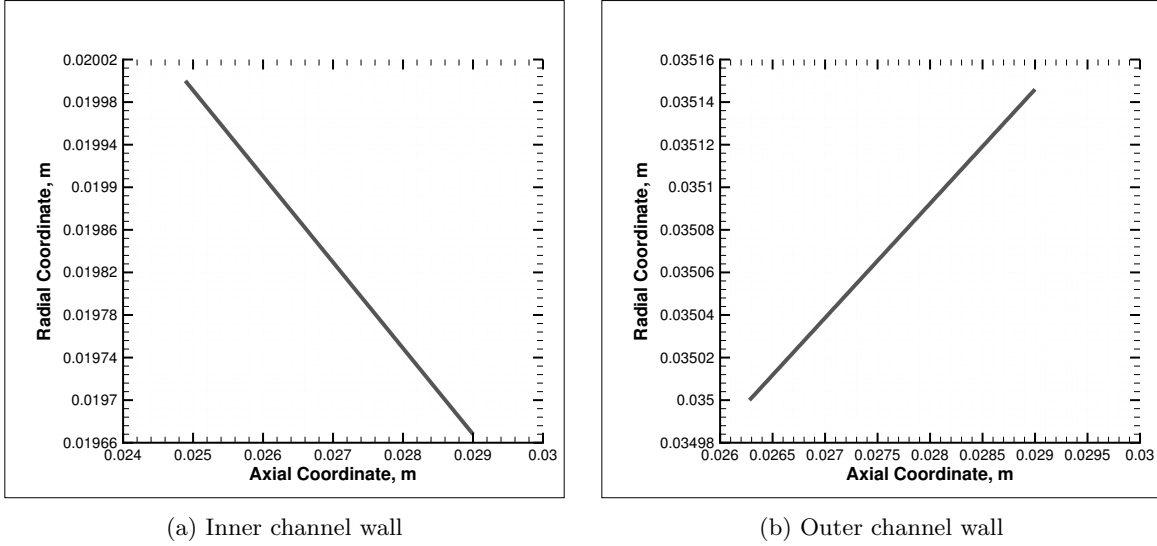 0.02002
0.01998
0.01994
0.0199
0.01986
0.01982
0.01978
0.01974
0.0197
0.01966
Radial Coordinate, m
0.024 0.025 0.026 0.027 0.028 0.029 0.03
Axial Coordinate, m
(a) Inner channel wall
0.03516
0.03514
0.03512
0.0351
0.03508
0.03506
0.03504
0.03502
0.035
0.03498
Radial Coordinate, m
0.026 0.0265 0.027 0.0275 0.028 0.0285 0.029 0.0295 0.03
Axial Coordinate, m
(b) Outer channel wall